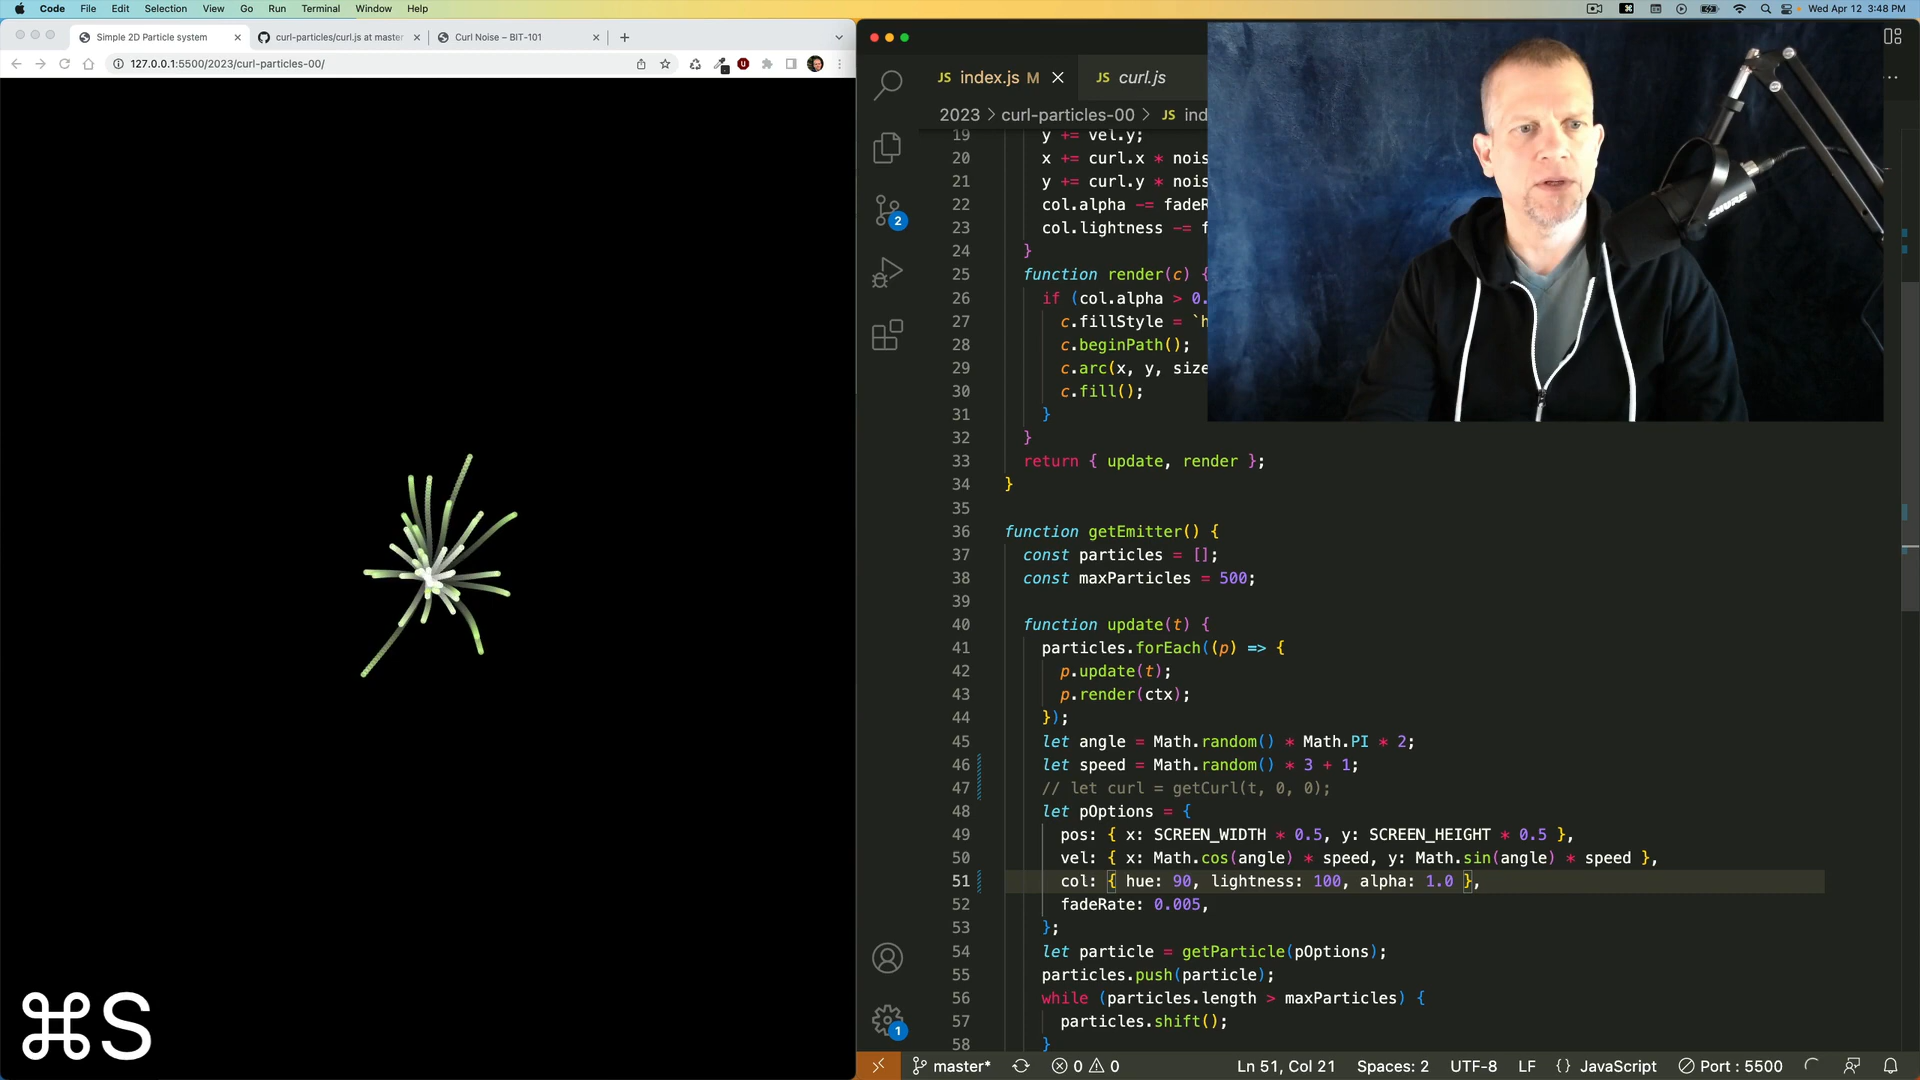 Code File Edit Selection View Go Run Terminal Window Help
Wed Apr 12 3:48 PM
Simple 2D Particle system
curl-particles/curl.js at master
Curl Noise – BIT-101
127.0.0.1:5500/2023/curl-particles-00/
JS index.js M
JS curl.js
2023 > curl-particles-00 > JS ind
19 y += vel.y;
20 x += curl.x * nois
21 y += curl.y * nois
22 col.alpha -= fadeR
23 col.lightness -= f
24 }
25 function render(c) {
26 if (col.alpha > 0.
27 c.fillStyle = `h
28 c.beginPath();
29 c.arc(x, y, size
30 c.fill();
31 }
32 }
33 return { update, render };
34 }
35
36 function getEmitter() {
37 const particles = [];
38 const maxParticles = 500;
39
40 function update(t) {
41 particles.forEach((p) => {
42 p.update(t);
43 p.render(ctx);
44 });
45 let angle = Math.random() * Math.PI * 2;
46 let speed = Math.random() * 3 + 1;
47 // let curl = getCurl(t, 0, 0);
48 let pOptions = {
49 pos: { x: SCREEN_WIDTH * 0.5, y: SCREEN_HEIGHT * 0.5 },
50 vel: { x: Math.cos(angle) * speed, y: Math.sin(angle) * speed },
51 col: { hue: 90, lightness: 100, alpha: 1.0 },
52 fadeRate: 0.005,
53 };
54 let particle = getParticle(pOptions);
55 particles.push(particle);
56 while (particles.length > maxParticles) {
57 particles.shift();
58 }
2
1
SHURE
⌘S
master* 0 0 Ln 51, Col 21 Spaces: 2 UTF-8 LF {} JavaScript Port : 5500